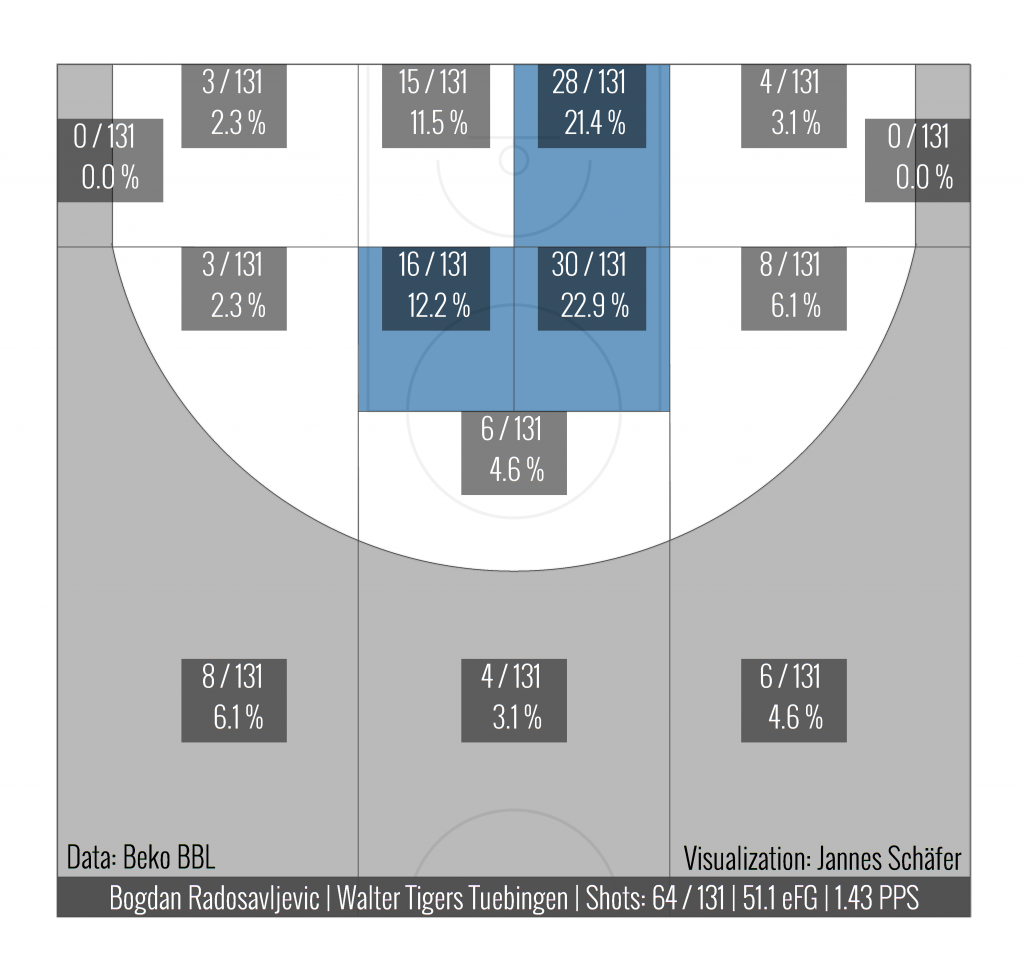 3 / 131
2.3 %
15 / 131
11.5 %
28 / 131
21.4 %
4 / 131
3.1 %
0 / 131
0.0 %
0 / 131
0.0 %
3 / 131
2.3 %
16 / 131
12.2 %
30 / 131
22.9 %
8 / 131
6.1 %
6 / 131
4.6 %
8 / 131
6.1 %
4 / 131
3.1 %
6 / 131
4.6 %
Data: Beko BBL
Visualization: Jannes Schäfer
Bogdan Radosavljevic | Walter Tigers Tuebingen | Shots: 64 / 131 | 51.1 eFG | 1.43 PPS